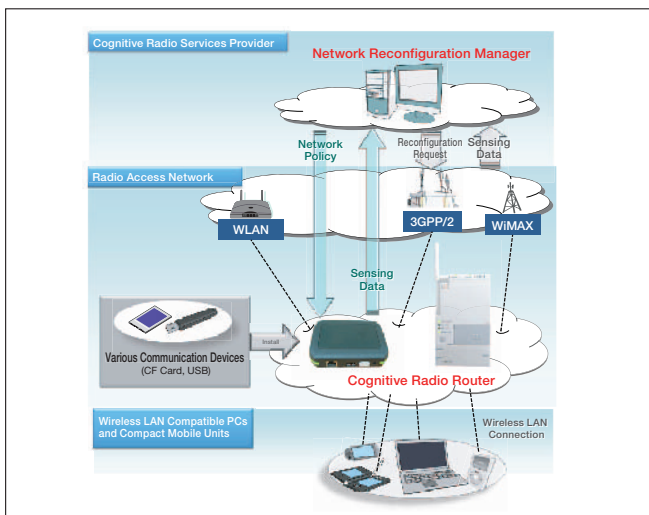 Cognitive Radio Services Provider
Network Reconfiguration Manager
Network
Policy
Reconfiguration
Request
Sensing
Data
Radio Access Network
WLAN
3GPP/2
WiMAX
Sensing
Data
Various Communication Devices
(CF Card, USB)
Install
Cognitive Radio Router
Wireless LAN Compatible PCs
and Compact Mobile Units
Wireless LAN
Connection